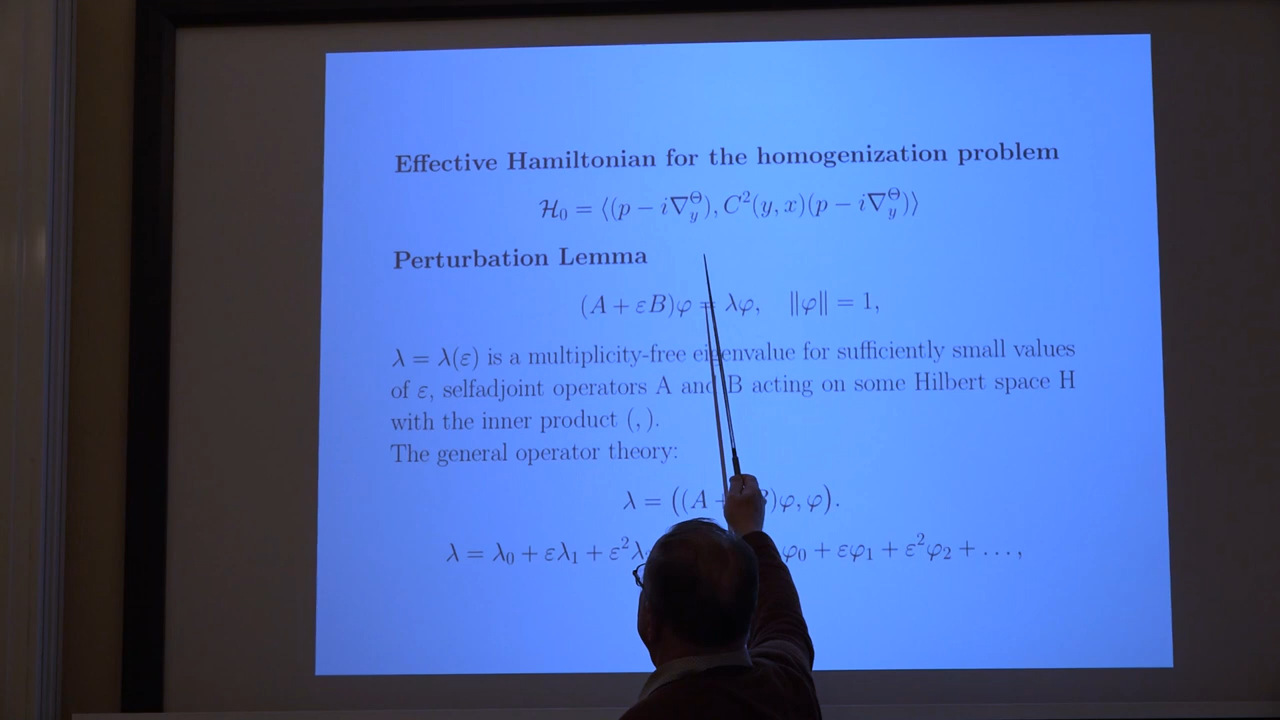 Effective Hamiltonian for the homogenization problem
ℋ₀ = ⟨(p − i∇_y^Θ), C²(y, x)(p − i∇_y^Θ)⟩
Perturbation Lemma
(A + εB)φ = λφ, ‖φ‖ = 1,
λ = λ(ε) is a multiplicity-free eigenvalue for sufficiently small values
of ε, selfadjoint operators A and B acting on some Hilbert space H
with the inner product (, ).
The general operator theory:
λ = ((A + )φ, φ).
λ = λ₀ + ελ₁ + ε²λ φ₀ + εφ₁ + ε²φ₂ + . . . ,